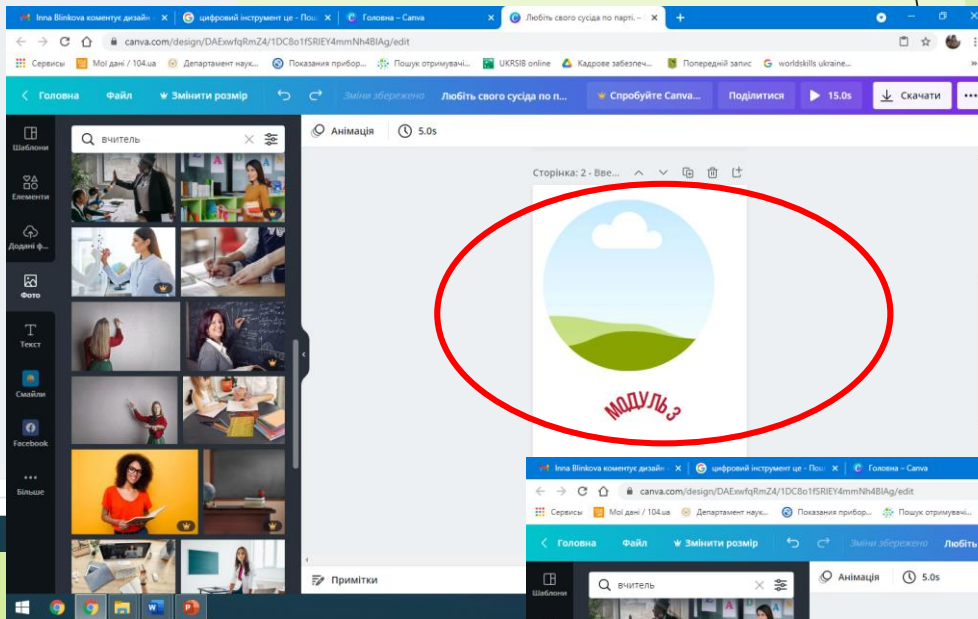 Inna Blinkova коментує дизайн
цифровий інструмент це - Пош
Головна – Canva
Любіть свого сусіда по парті. –
canva.com/design/DAExwfqRmZ4/1DC8o1fSRIEY4mmNh4BIAg/edit
Сервисы
Мої дані / 104.ua
Департамент наук...
Показания прибор...
Пошук отримувачі...
UKRSIB online
Кадрове забезпеч...
Попередній запис
worldskills ukraine...
Головна
Файл
Змінити розмір
Зміни збережено
Любіть свого сусіда по п...
Спробуйте Canva...
Поділитися
15.0s
Скачати
Шаблони
Елементи
Додані ф...
Фото
Текст
Смайли
Facebook
Більше
вчитель
Анімація
5.0s
Сторінка: 2 - Вве...
МОДУЛЬ 3
Примітки
Inna Blinkova коментує дизайн
цифровий інструмент це - Пош
Головна – Canva
canva.com/design/DAExwfqRmZ4/1DC8o1fSRIEY4mmNh4BIAg/edit
Сервисы
Мої дані / 104.ua
Департамент наук...
Показания прибор...
Пошук отримувачі...
Головна
Файл
Змінити розмір
Зміни збережено
Любіть
Шаблони
вчитель
Анімація
5.0s